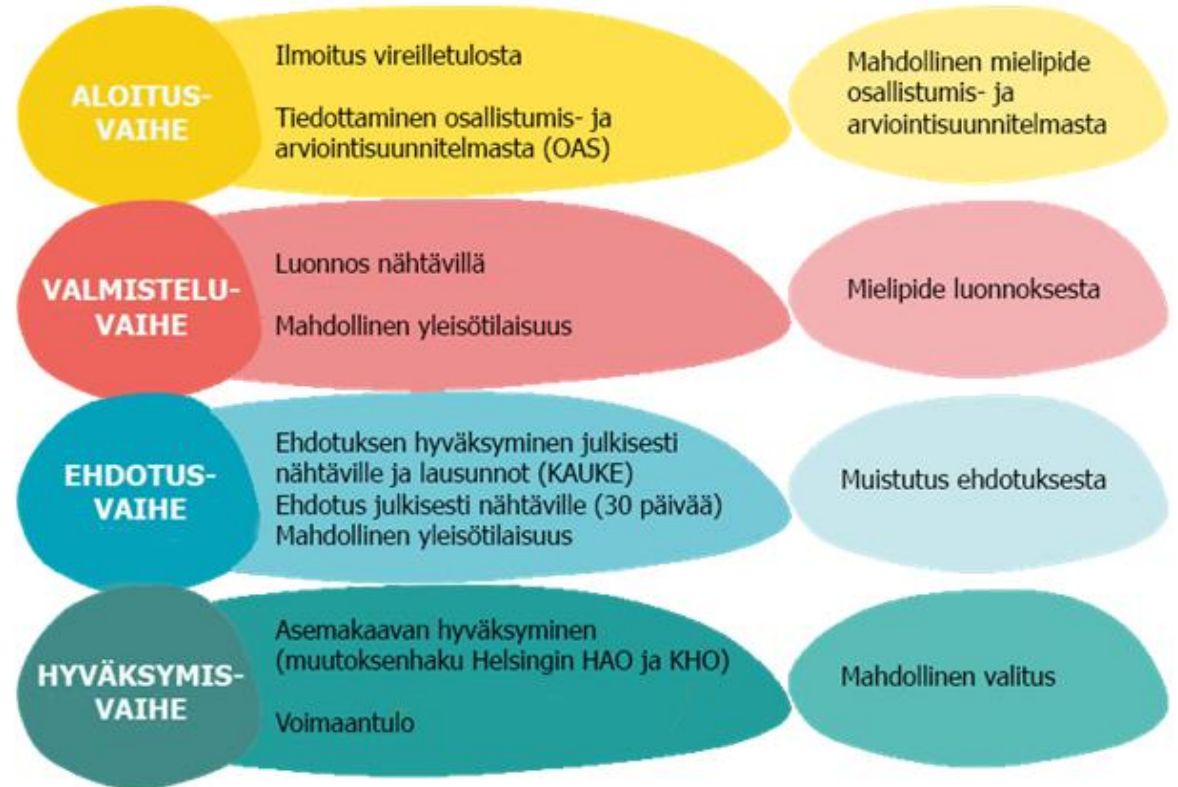 ALOITUS-
VAIHE
Ilmoitus vireilletulosta
Tiedottaminen osallistumis- ja
arviointisuunnitelmasta (OAS)
Mahdollinen mielipide
osallistumis- ja
arviointisuunnitelmasta
VALMISTELU-
VAIHE
Luonnos nähtävillä
Mahdollinen yleisötilaisuus
Mielipide luonnoksesta
EHDOTUS-
VAIHE
Ehdotuksen hyväksyminen julkisesti
nähtäville ja lausunnot (KAUKE)
Ehdotus julkisesti nähtäville (30 päivää)
Mahdollinen yleisötilaisuus
Muistutus ehdotuksesta
HYVÄKSYMIS-
VAIHE
Asemakaavan hyväksyminen
(muutoksenhaku Helsingin HAO ja KHO)
Voimaantulo
Mahdollinen valitus